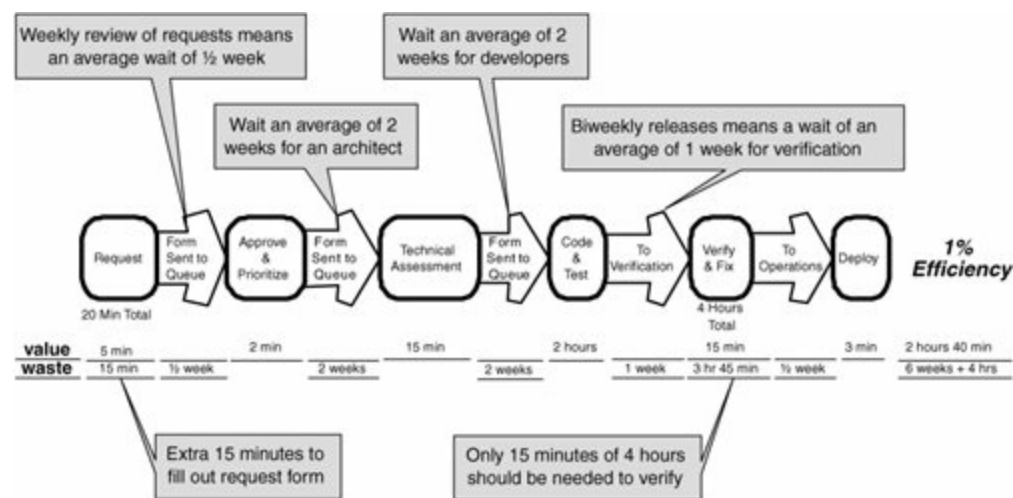 Weekly review of requests means
an average wait of ½ week
Wait an average of 2
weeks for developers
Wait an average of 2
weeks for an architect
Biweekly releases means a wait of an
average of 1 week for verification
Request
Form
Sent to
Queue
Approve
&
Prioritize
Form
Sent to
Queue
Technical
Assessment
Form
Sent to
Queue
Code
&
Test
To
Verification
Verify
& Fix
To
Operations
Deploy
1%
Efficiency
20 Min Total
4 Hours
Total
value 5 min 2 min 15 min 2 hours 15 min 3 min 2 hours 40 min
waste 15 min ½ week 2 weeks 2 weeks 1 week 3 hr 45 min ½ week 6 weeks + 4 hrs
Extra 15 minutes to
fill out request form
Only 15 minutes of 4 hours
should be needed to verify